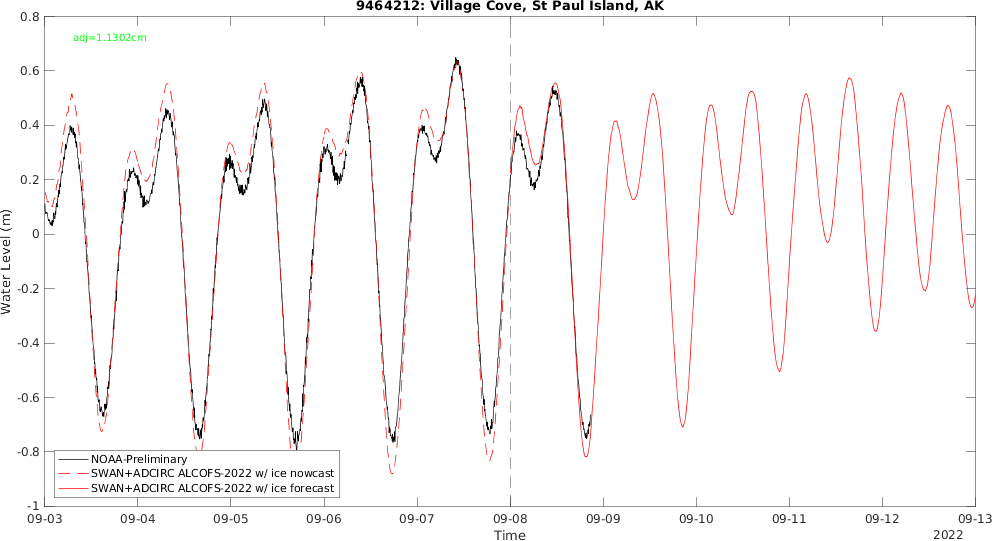 9464212: Village Cove, St Paul Island, AK
adj=1.1302cm
0.8
0.6
0.4
0.2
0
-0.2
-0.4
-0.6
-0.8
-1
Water Level (m)
NOAA-Preliminary
SWAN+ADCIRC ALCOFS-2022 w/ ice nowcast
SWAN+ADCIRC ALCOFS-2022 w/ ice forecast
09-03 09-04 09-05 09-06 09-07 09-08 09-09 09-10 09-11 09-12 09-13
Time
2022